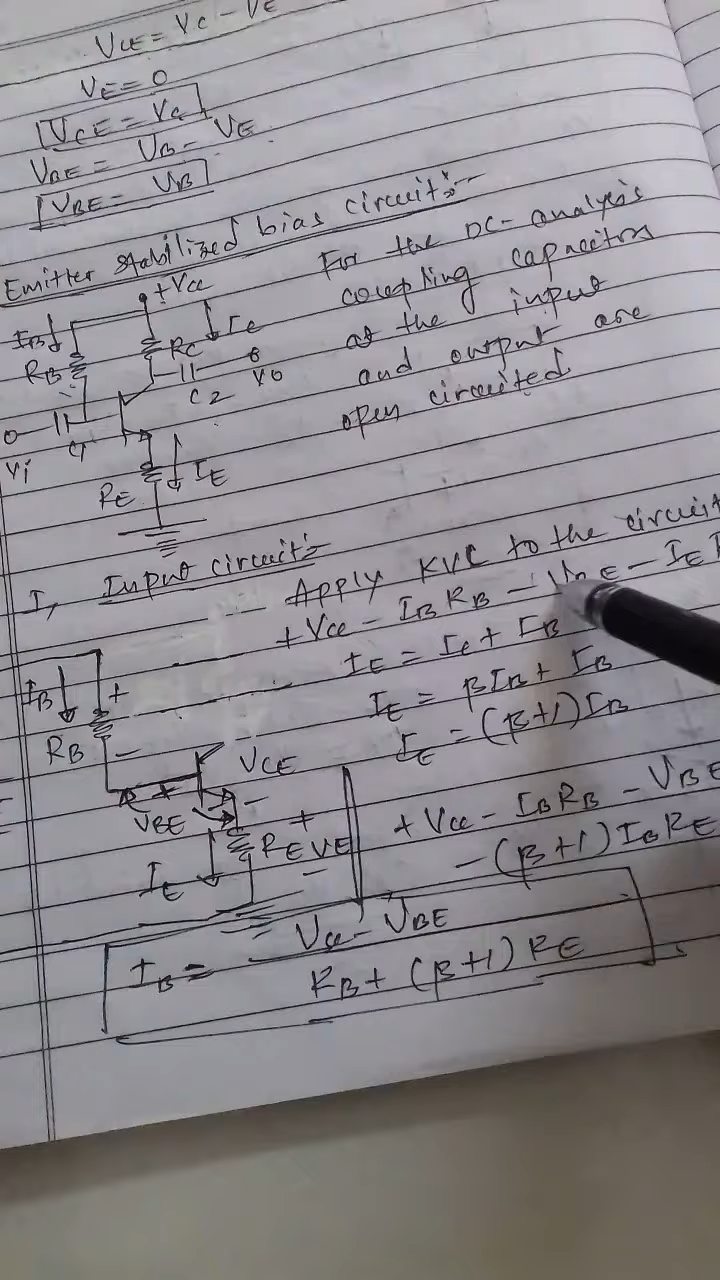 VCE = VC - VE
VE = 0
VCE = VC
VBE = VB - VE
VBE = VB
Emitter stabilized bias circuit:-
+Vcc
IB
RB
RC
IC
C2
Vo
Vi
C1
RE
IE
For the DC-analysis
coupling capacitors
at the input
and output are
open circuited
I, Input circuit:-
Apply KVL to the circuit
+Vcc - IB RB - VBE - IE
IE = IC + IB
IE = βIB + IB
IE = (β+1)IB
IB
+
RB
-
VCE
+
-
VBE
+
RE VE
-
IE
+Vcc - IBRB - VBE
- (β+1) IBRE
IB = Vcc - VBE
RB + (β+1) RE